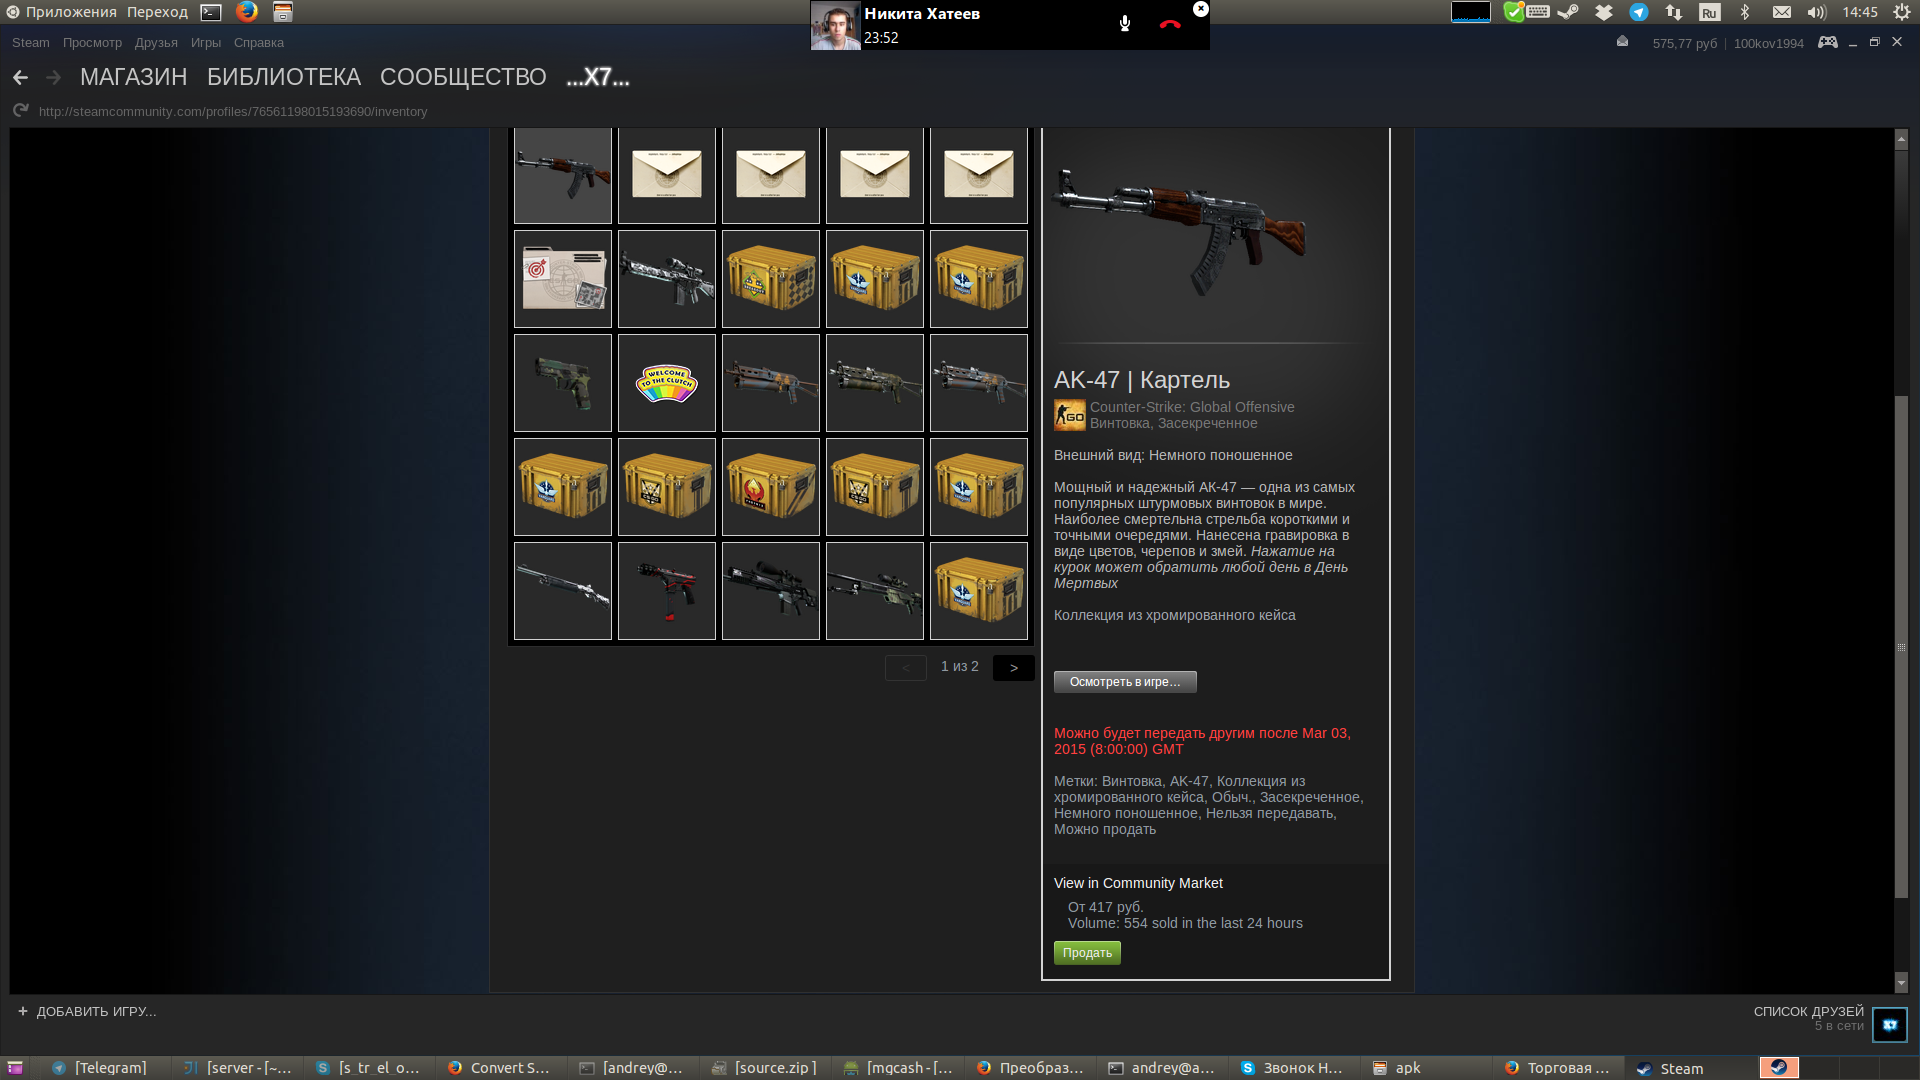 Приложения Переход
Никита Хатеев
23:52
Ru
14:45
Steam Просмотр Друзья Игры Справка
575,77 руб | 100kov1994
МАГАЗИН БИБЛИОТЕКА СООБЩЕСТВО ...X7...
http://steamcommunity.com/profiles/76561198015193690/inventory
WELCOME
TO THE CLUTCH
1 из 2
<
>
AK-47 | Картель
GO
Counter-Strike: Global Offensive
Винтовка, Засекреченное
Внешний вид: Немного поношенное
Мощный и надежный АК-47 — одна из самых
популярных штурмовых винтовок в мире.
Наиболее смертельна стрельба короткими и
точными очередями. Нанесена гравировка в
виде цветов, черепов и змей. Нажатие на
курок может обратить любой день в День
Мертвых
Коллекция из хромированного кейса
Осмотреть в игре...
Можно будет передать другим после Mar 03,
2015 (8:00:00) GMT
Метки: Винтовка, AK-47, Коллекция из
хромированного кейса, Обыч., Засекреченное,
Немного поношенное, Нельзя передавать,
Можно продать
View in Community Market
От 417 руб.
Volume: 554 sold in the last 24 hours
Продать
+ ДОБАВИТЬ ИГРУ...
СПИСОК ДРУЗЕЙ
5 в сети
[Telegram]
[server - [~...
[s_tr_el_o...
Convert S...
[andrey@...
[source.zip ]
[mgcash - [...
Преобраз...
andrey@a...
Звонок Н...
apk
Торговая ...
Steam